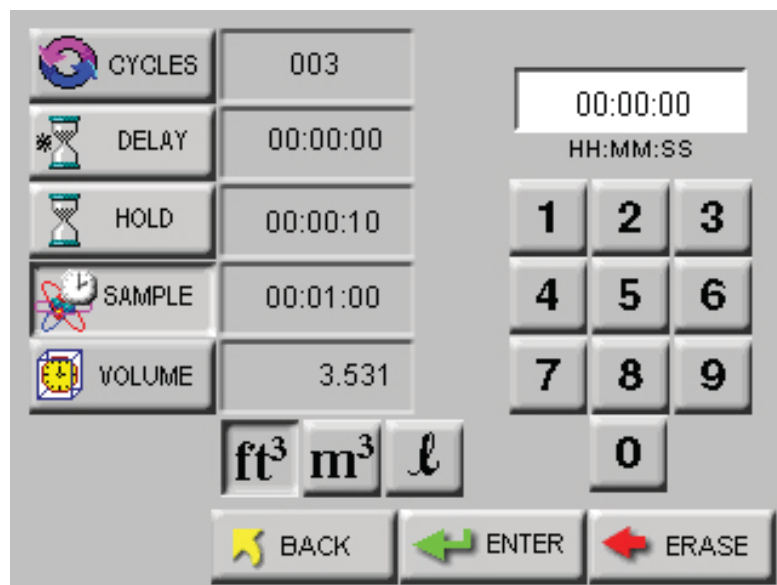 CYCLES 003
00:00:00
DELAY 00:00:00
HH:MM:SS
HOLD 00:00:10
1 2 3
SAMPLE 00:01:00
4 5 6
VOLUME 3.531
7 8 9
ft³ m³ ℓ
0
BACK ENTER ERASE